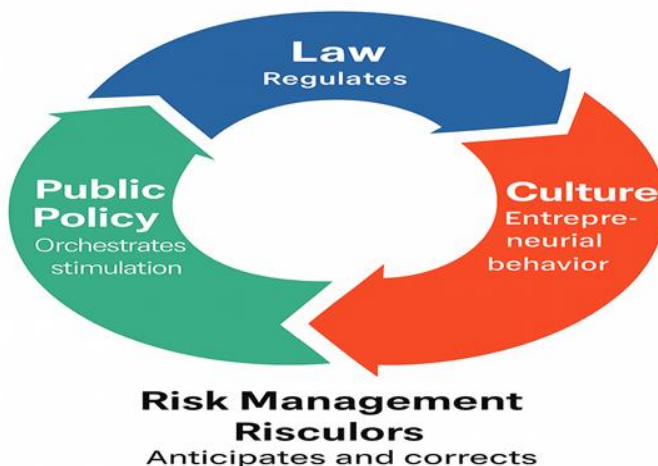 Law
Regulates
Public
Policy
Orchestrates
stimulation
Culture
Entrepre-
neurial
behavior
Risk Management
Risculors
Anticipates and corrects